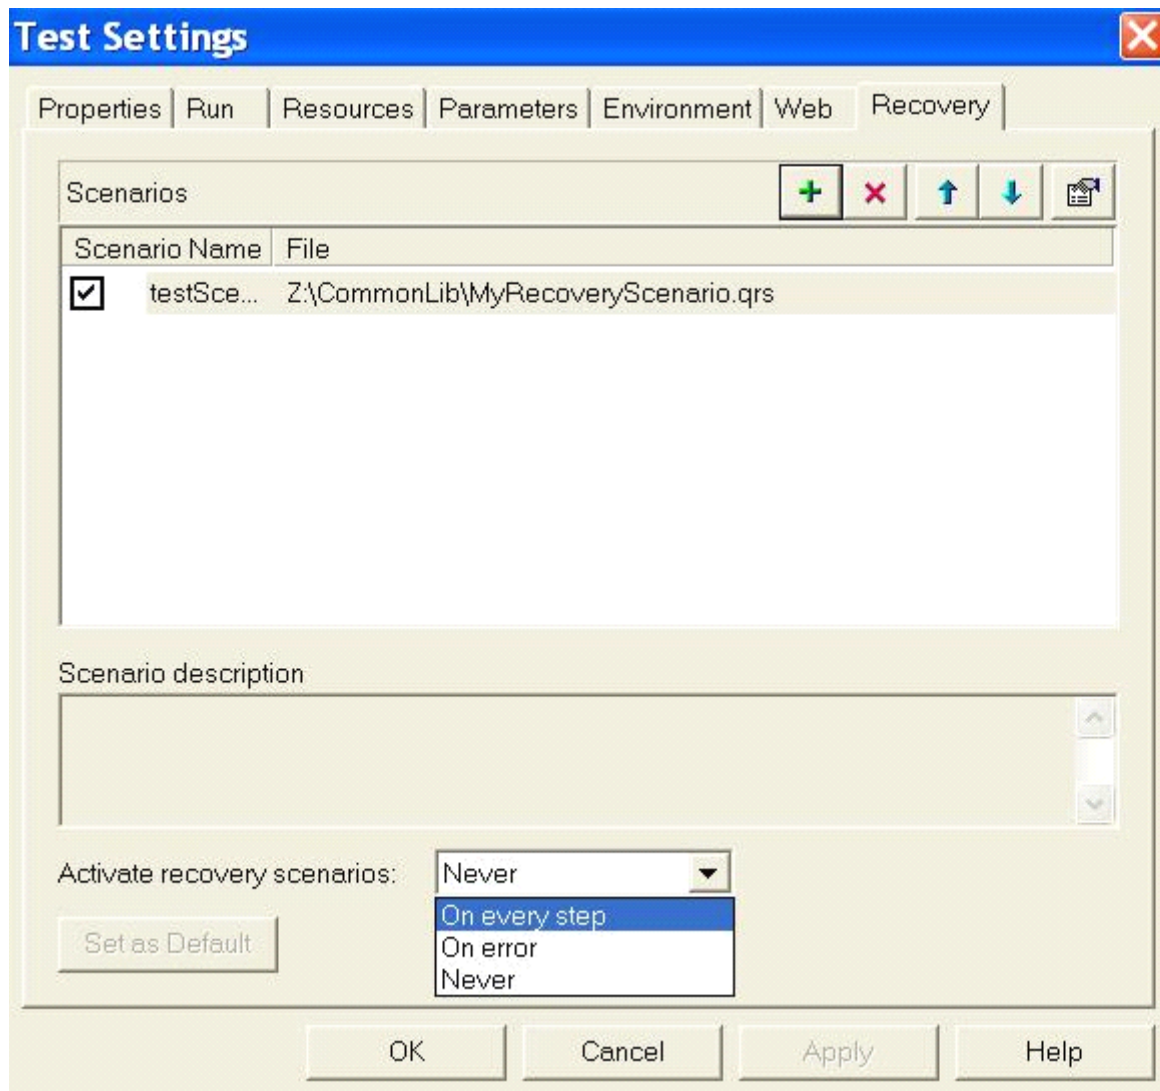 Test Settings
Properties Run Resources Parameters Environment Web Recovery
Scenarios
Scenario Name File
testSce... Z:\CommonLib\MyRecoveryScenario.qrs
Scenario description
Activate recovery scenarios: Never
On every step
Set as Default
On error
Never
OK Cancel Apply Help